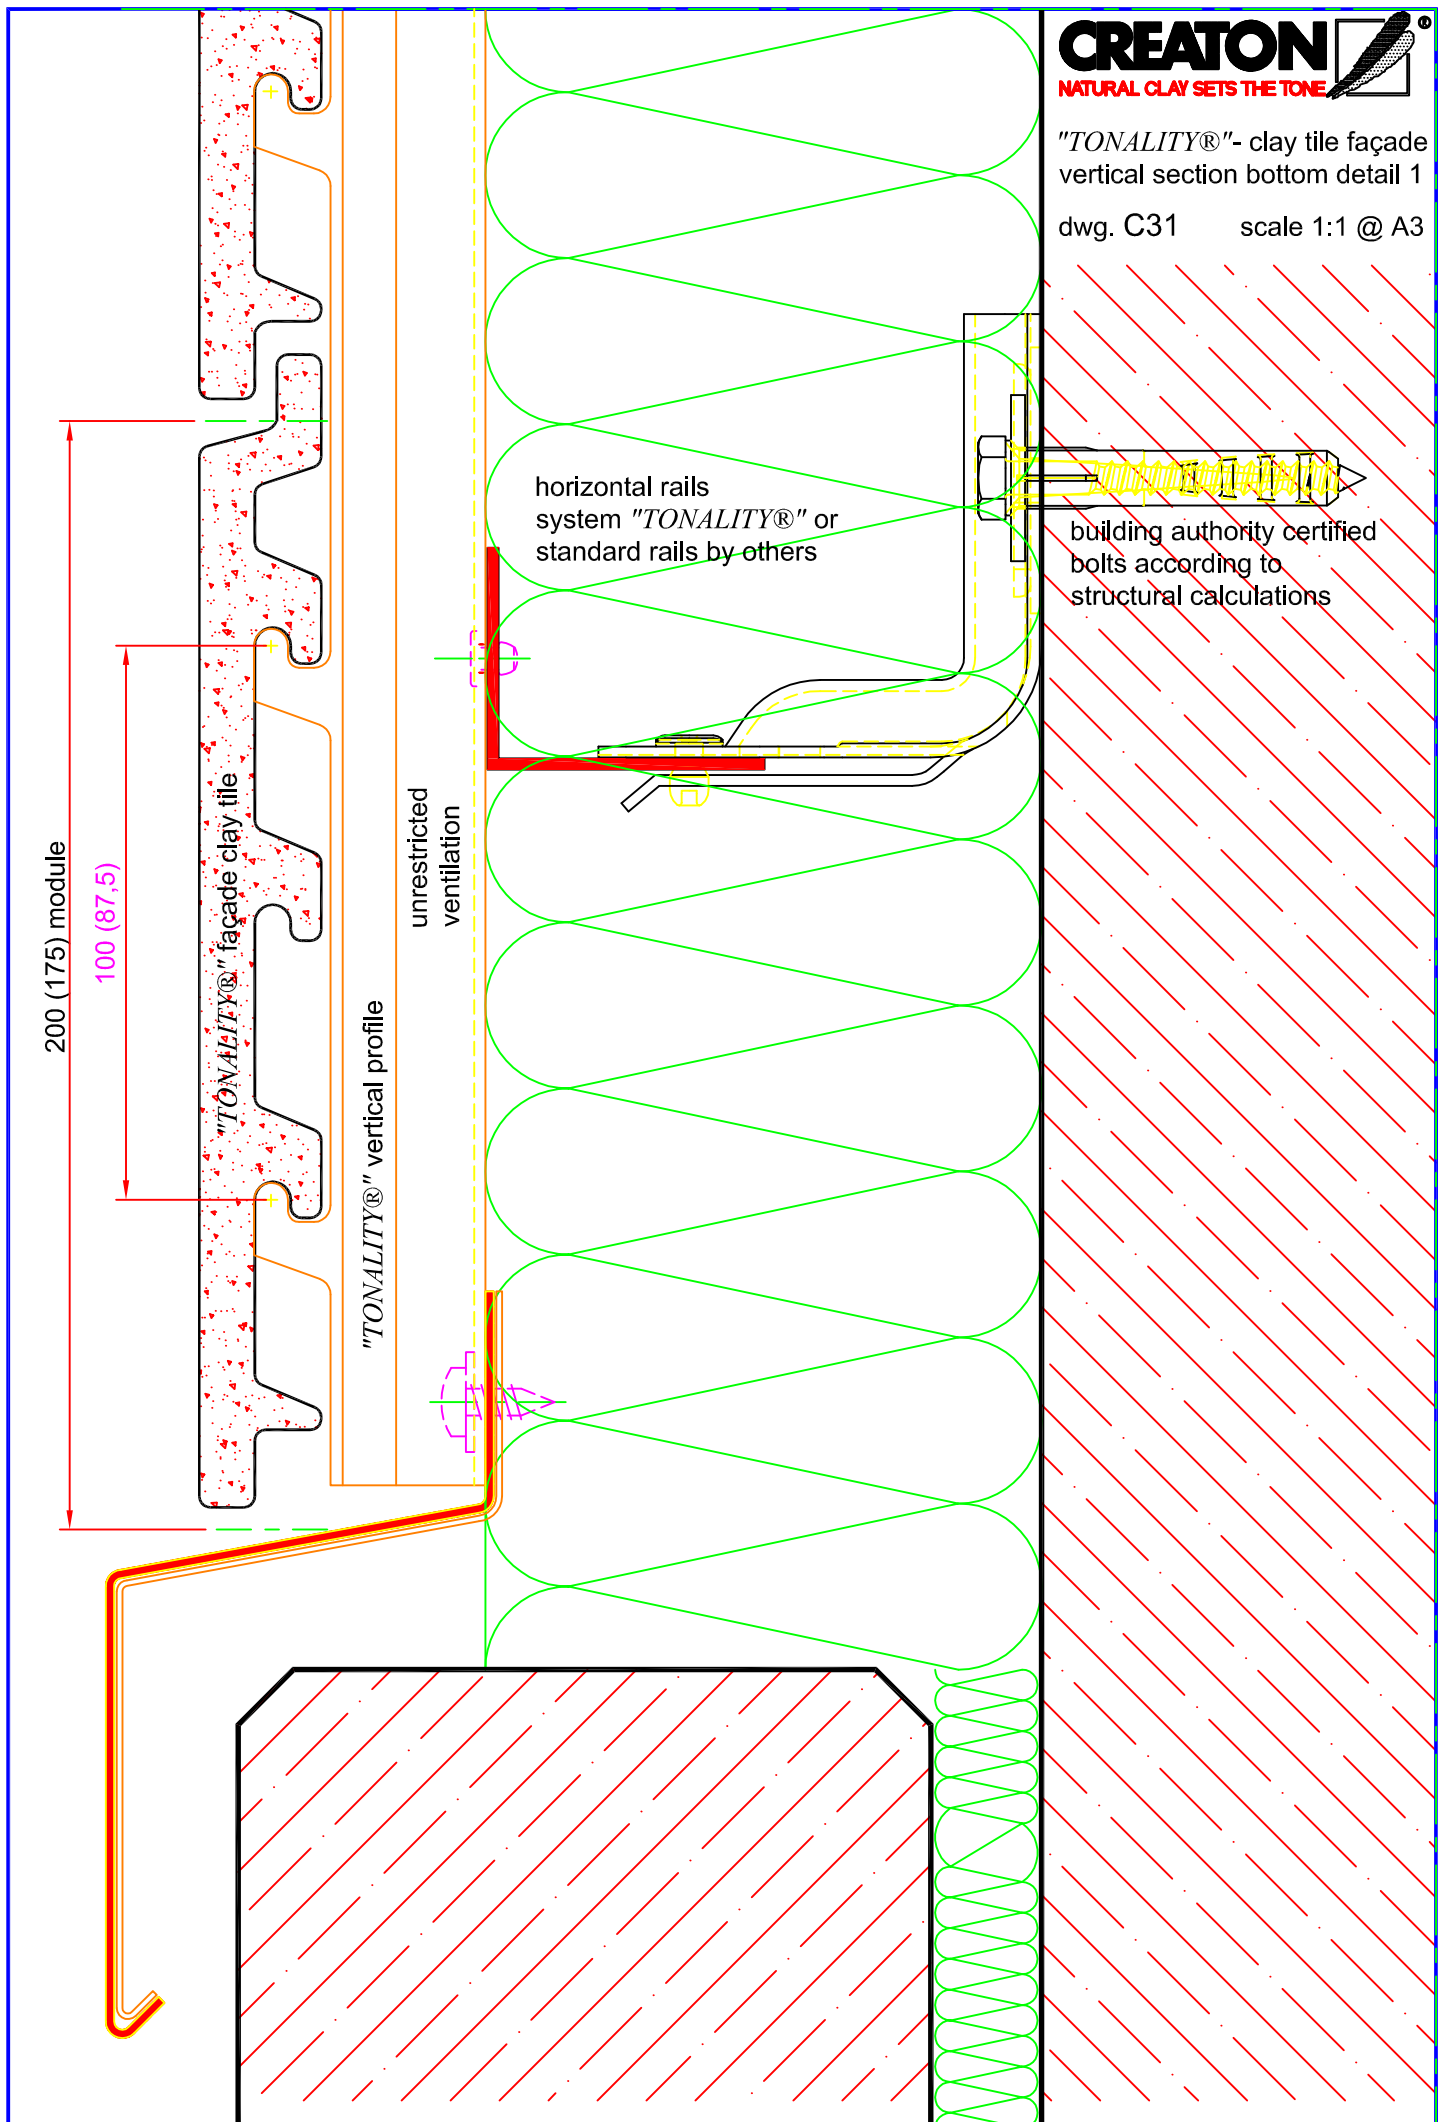 CREATON®
NATURAL CLAY SETS THE TONE
"TONALITY®"- clay tile façade
vertical section bottom detail 1
dwg. C31 scale 1:1 @ A3
horizontal rails
system "TONALITY®" or
standard rails by others
building authority certified
bolts according to
structural calculations
200 (175) module
100 (87,5)
"TONALITY®" façade clay tile
"TONALITY®" vertical profile
unrestricted
ventilation